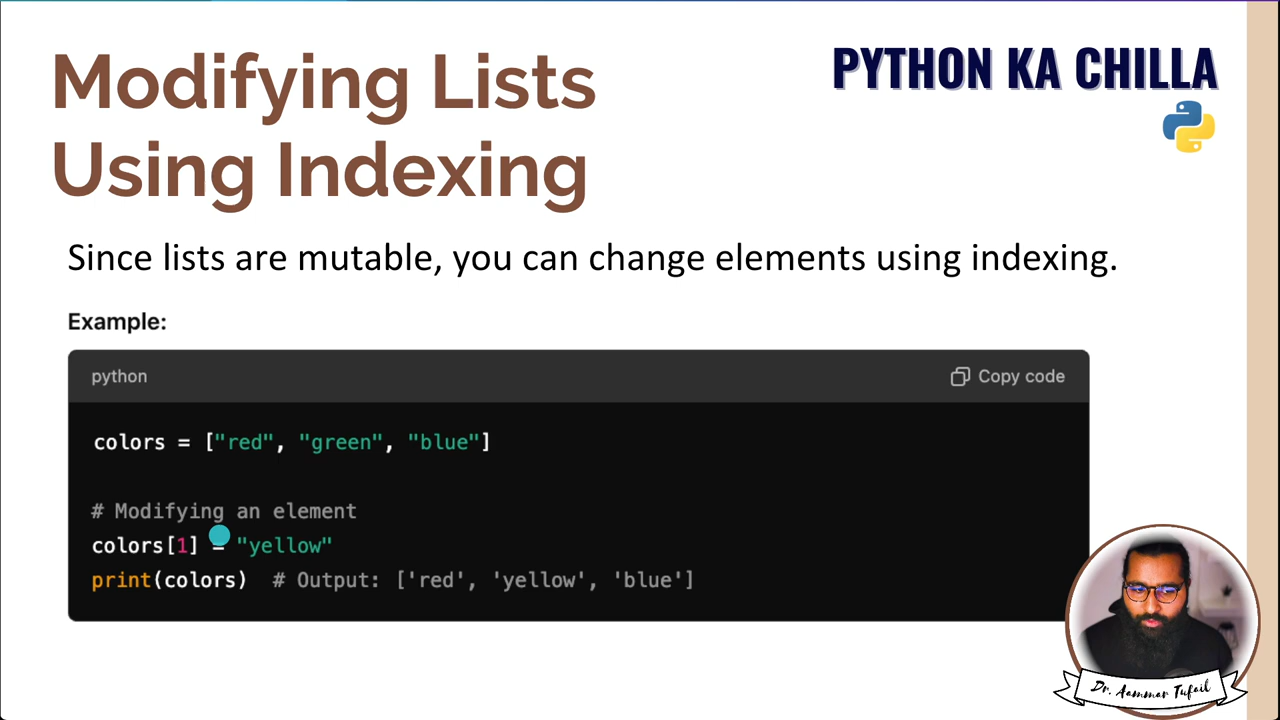 Modifying Lists
Using Indexing
PYTHON KA CHILLA
Since lists are mutable, you can change elements using indexing.
Example:
python
Copy code
colors = ["red", "green", "blue"]
# Modifying an element
colors[1] = "yellow"
print(colors)  # Output: ['red', 'yellow', 'blue']
Dr. Aammar Tufail